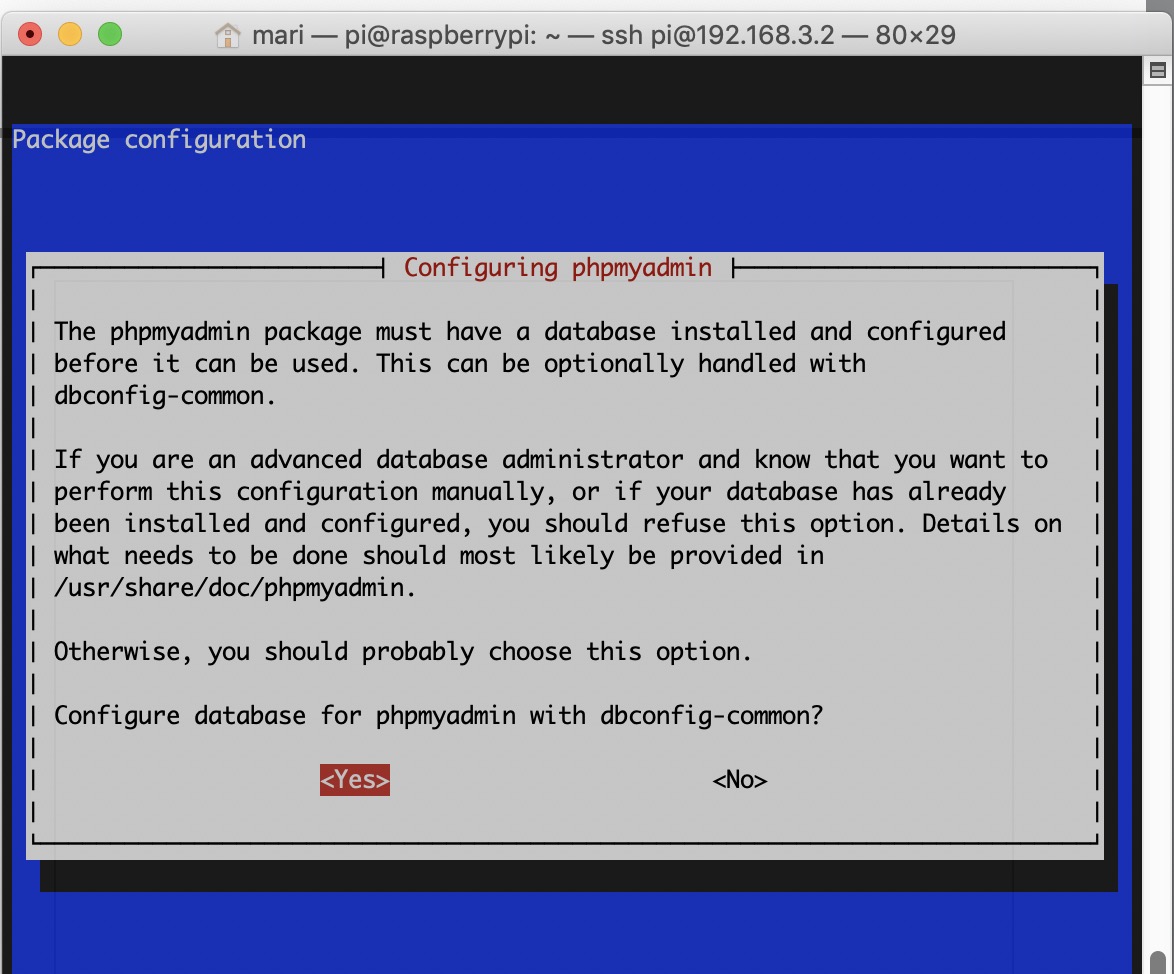 mari — pi@raspberrypi: ~ — ssh pi@192.168.3.2 — 80×29
Package configuration
Configuring phpmyadmin
The phpmyadmin package must have a database installed and configured
before it can be used. This can be optionally handled with
dbconfig-common.
If you are an advanced database administrator and know that you want to
perform this configuration manually, or if your database has already
been installed and configured, you should refuse this option. Details on
what needs to be done should most likely be provided in
/usr/share/doc/phpmyadmin.
Otherwise, you should probably choose this option.
Configure database for phpmyadmin with dbconfig-common?
<Yes> <No>